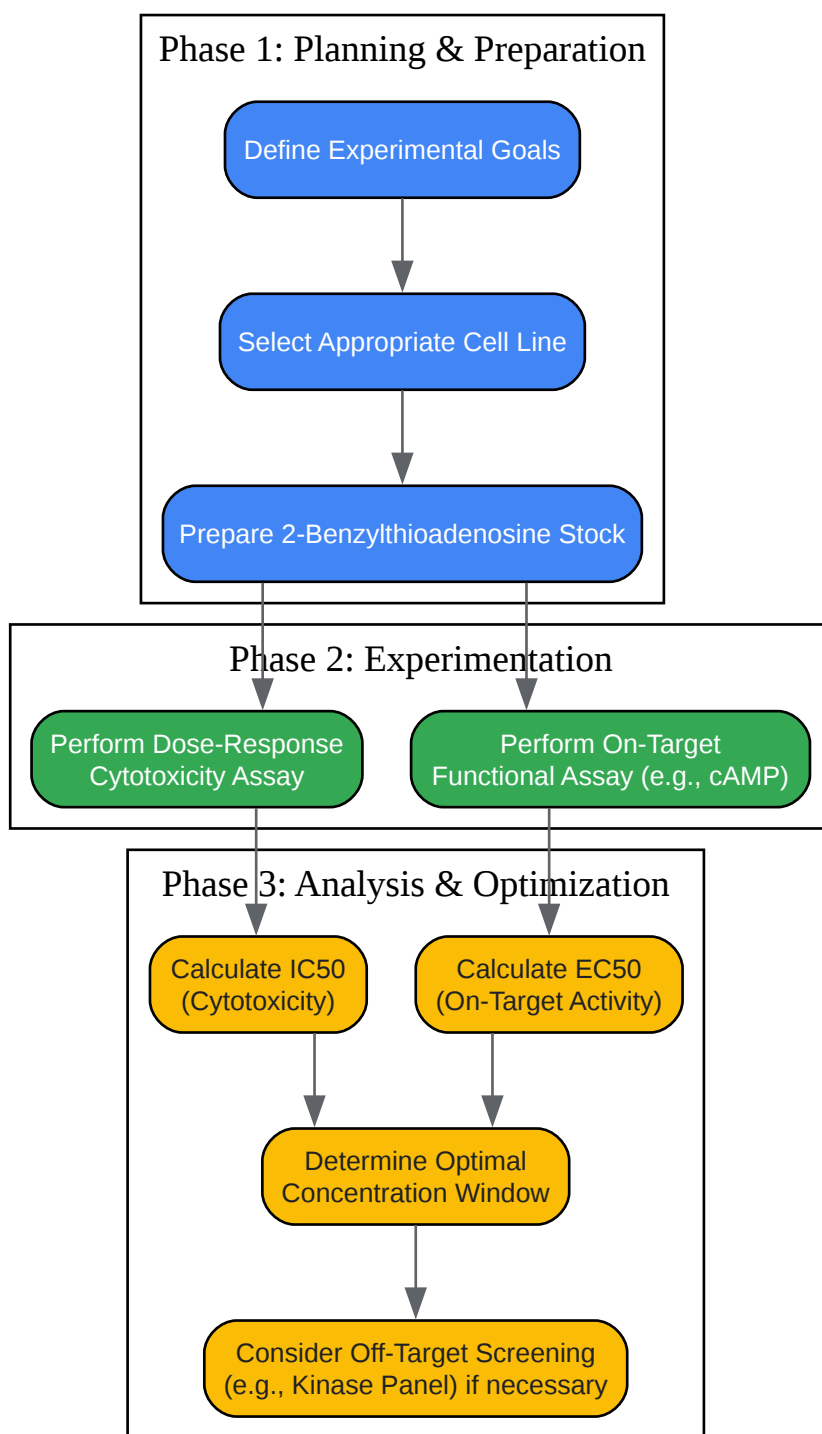 Phase 1: Planning & Preparation
Define Experimental Goals
Select Appropriate Cell Line
Prepare 2-Benzylthioadenosine Stock
Phase 2: Experimentation
Perform Dose-Response
Cytotoxicity Assay
Perform On-Target
Functional Assay (e.g., cAMP)
Phase 3: Analysis & Optimization
Calculate IC50
(Cytotoxicity)
Calculate EC50
(On-Target Activity)
Determine Optimal
Concentration Window
Consider Off-Target Screening
(e.g., Kinase Panel) if necessary